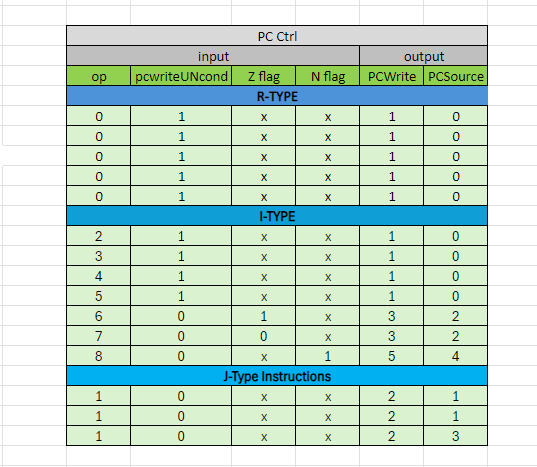 PC Ctrl
input output
op pcwriteUNcond Z flag N flag PCWrite PCSource
R-TYPE
0 1 x x 1 0
0 1 x x 1 0
0 1 x x 1 0
0 1 x x 1 0
0 1 x x 1 0
I-TYPE
2 1 x x 1 0
3 1 x x 1 0
4 1 x x 1 0
5 1 x x 1 0
6 0 1 x 3 2
7 0 0 x 3 2
8 0 x 1 5 4
J-Type Instructions
1 0 x x 2 1
1 0 x x 2 1
1 0 x x 2 3